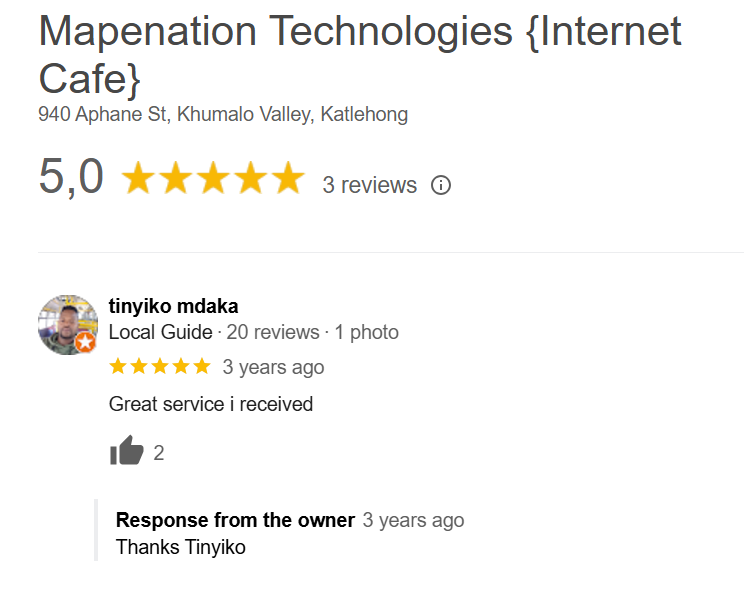 Mapenation Technologies {Internet
Cafe}
940 Aphane St, Khumalo Valley, Katlehong
5,0 3 reviews
tinyiko mdaka
Local Guide · 20 reviews · 1 photo
3 years ago
Great service i received
2
Response from the owner 3 years ago
Thanks Tinyiko